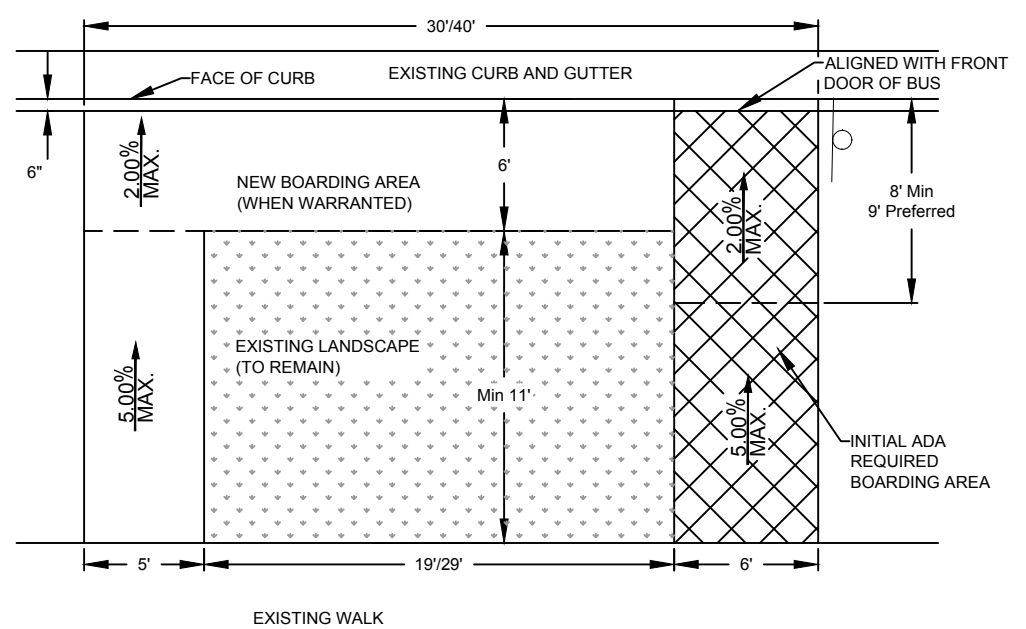 30'/40'
FACE OF CURB
EXISTING CURB AND GUTTER
ALIGNED WITH FRONT
DOOR OF BUS
6"
2.00%
MAX.
6'
NEW BOARDING AREA
(WHEN WARRANTED)
2.00%
MAX.
8' Min
9' Preferred
EXISTING LANDSCAPE
(TO REMAIN)
5.00%
MAX.
Min 11'
5.00%
MAX.
INITIAL ADA
REQUIRED
BOARDING AREA
5'
19'/29'
6'
EXISTING WALK